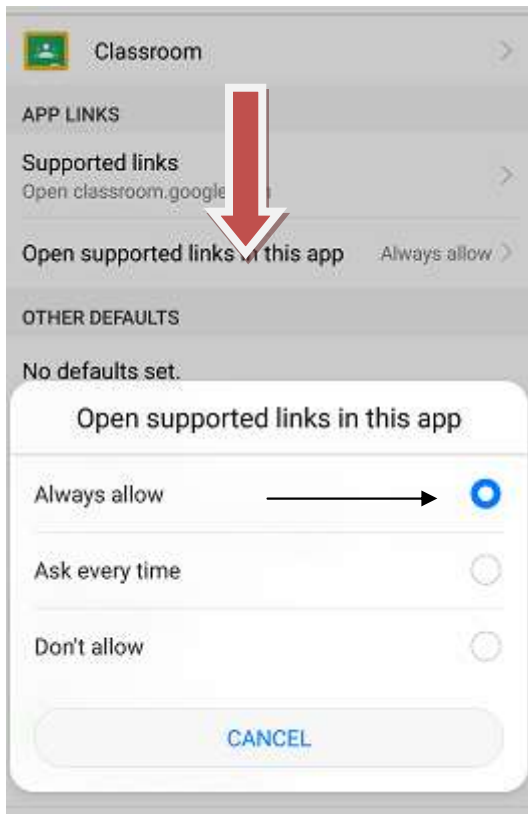 Classroom
APP LINKS
Supported links
Open classroom.google
Open supported links in this app Always allow
OTHER DEFAULTS
No defaults set.
Open supported links in this app
Always allow
Ask every time
Don't allow
CANCEL